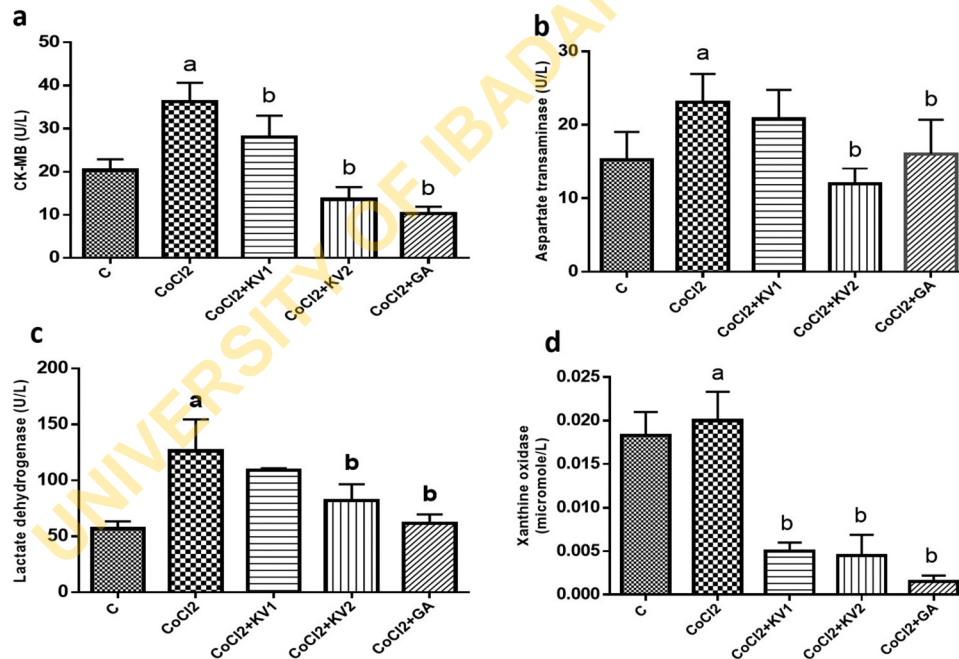 a
CK-MB (U/L)
50
40
30
20
10
0
a
b
b
b
C
CoCl2
CoCl2+KV1
CoCl2+KV2
CoCl2+GA
b
Aspartate transaminase (U/L)
30
20
10
0
a
b
b
C
CoCl2
CoCl2+KV1
CoCl2+KV2
CoCl2+GA
c
Lactate dehydrogenase (U/L)
200
150
100
50
0
a
b
b
C
CoCl2
CoCl2+KV1
CoCl2+KV2
CoCl2+GA
d
Xanthine oxidase
(micromole/L)
0.025
0.020
0.015
0.010
0.005
0.000
a
b
b
b
C
CoCl2
CoCl2+KV1
CoCl2+KV2
CoCl2+GA
UNIVERSITY OF IBADAN